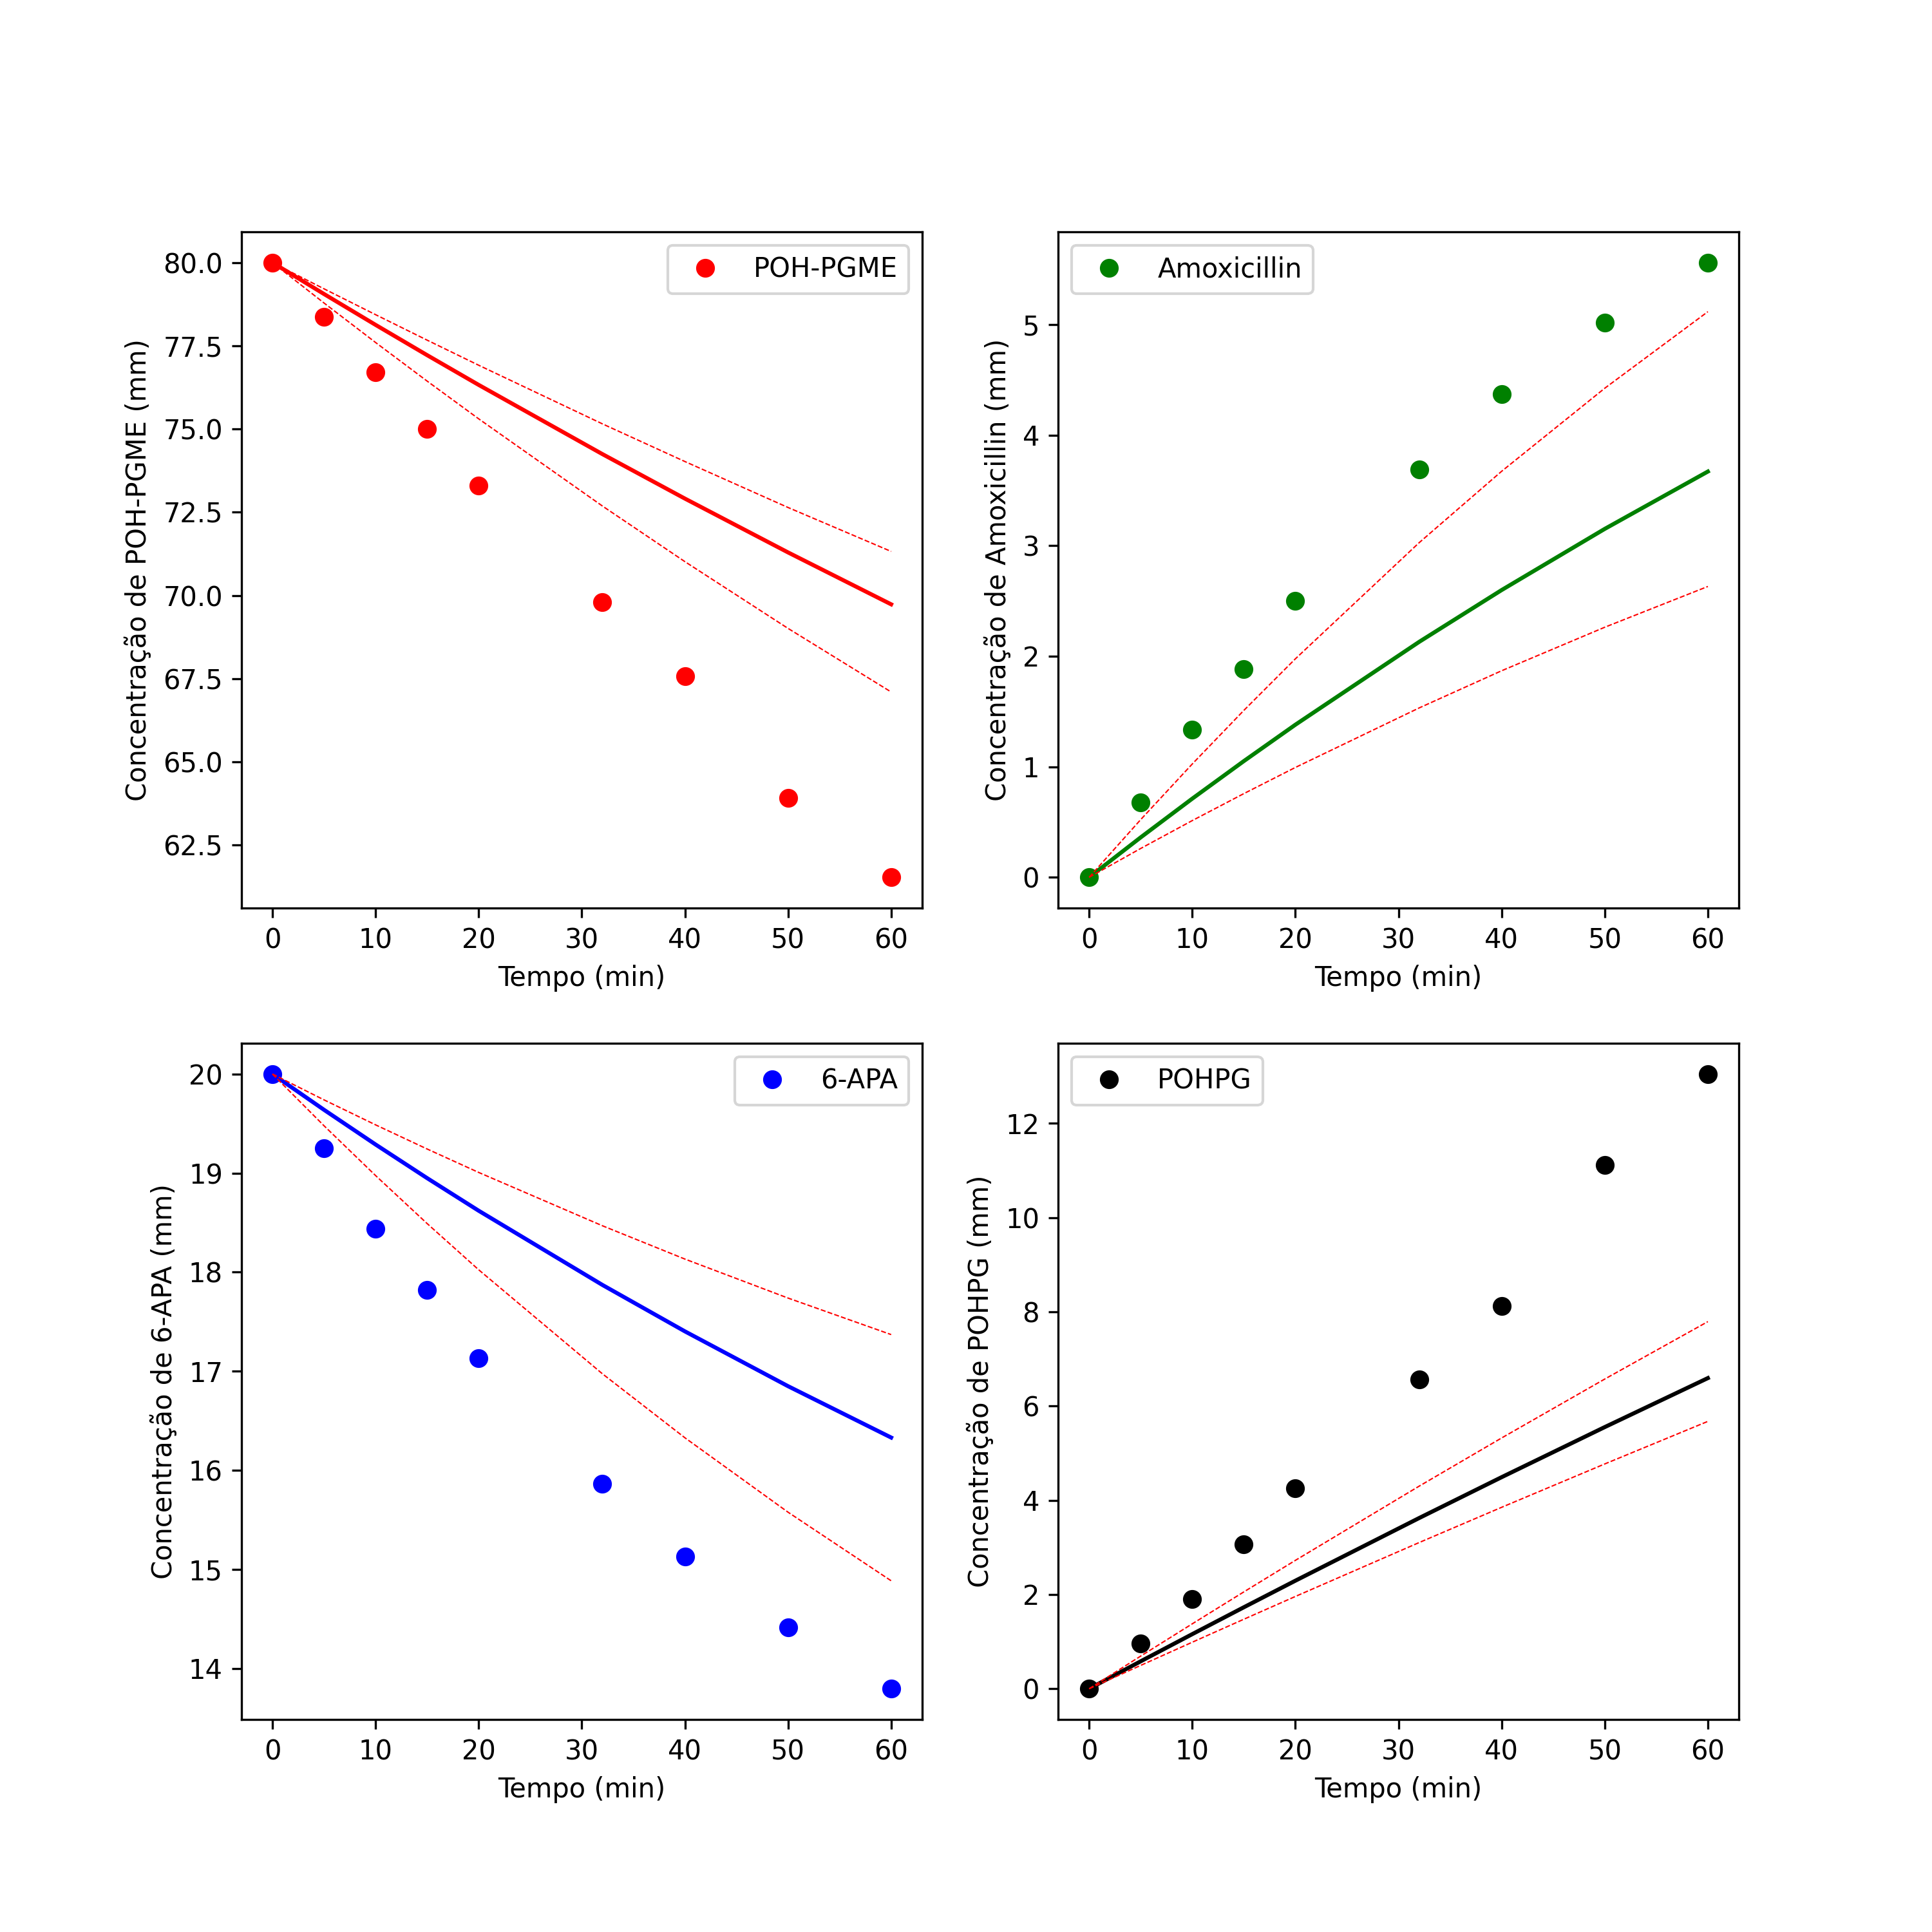 POH-PGME
Concentração de POH-PGME (mm)
80.0
77.5
75.0
72.5
70.0
67.5
65.0
62.5
0 10 20 30 40 50 60
Tempo (min)
Amoxicillin
Concentração de Amoxicillin (mm)
5
4
3
2
1
0
0 10 20 30 40 50 60
Tempo (min)
6-APA
Concentração de 6-APA (mm)
20
19
18
17
16
15
14
0 10 20 30 40 50 60
Tempo (min)
POHPG
Concentração de POHPG (mm)
12
10
8
6
4
2
0
0 10 20 30 40 50 60
Tempo (min)